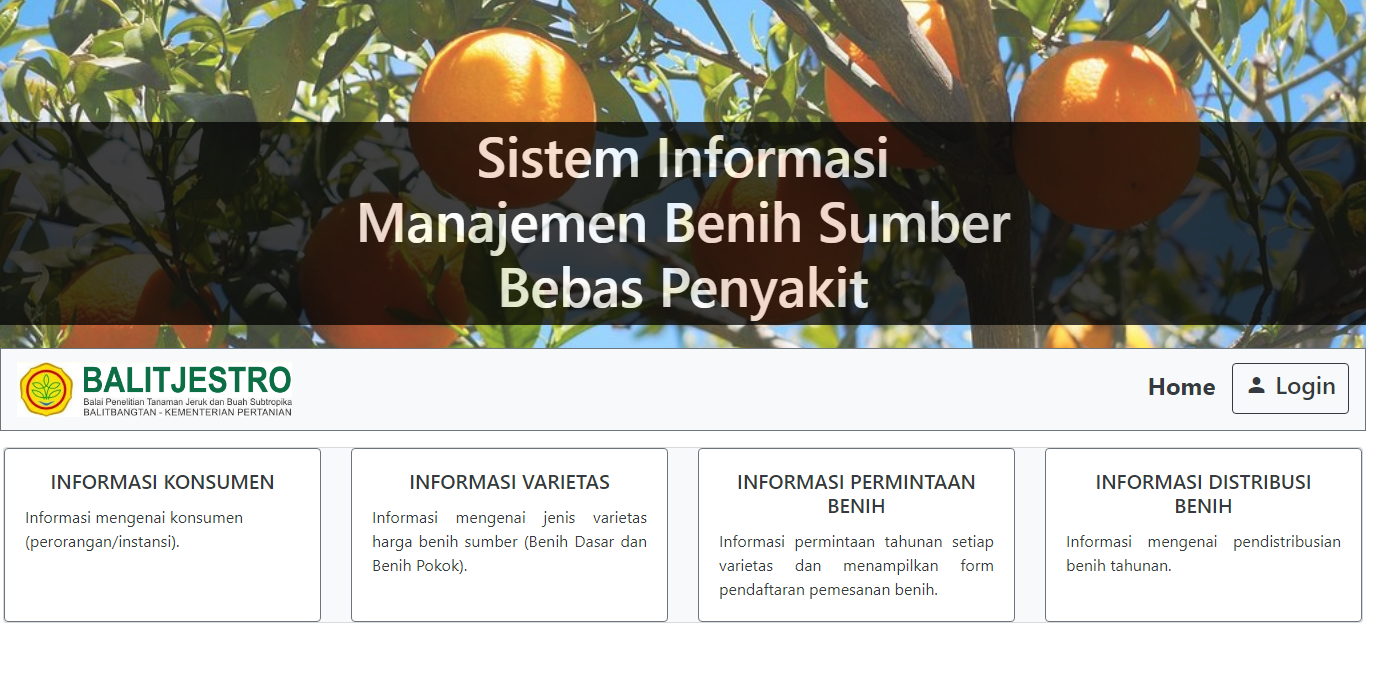 Sistem Informasi
Manajemen Benih Sumber
Bebas Penyakit
BALITJESTRO
Balai Penelitian Tanaman Jeruk dan Buah Subtropika
BALITBANGTAN - KEMENTERIAN PERTANIAN
Home
Login
INFORMASI KONSUMEN
Informasi mengenai konsumen
(perorangan/instansi).
INFORMASI VARIETAS
Informasi mengenai jenis varietas
harga benih sumber (Benih Dasar dan
Benih Pokok).
INFORMASI PERMINTAAN
BENIH
Informasi permintaan tahunan setiap
varietas dan menampilkan form
pendaftaran pemesanan benih.
INFORMASI DISTRIBUSI
BENIH
Informasi mengenai pendistribusian
benih tahunan.